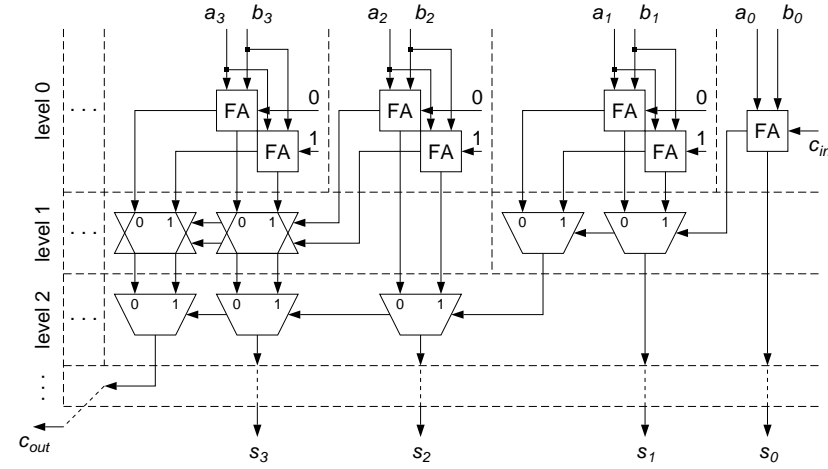 a3 b3 a2 b2 a1 b1 a0 b0
level 0
. . .
FA 0 FA 0 FA 0
FA
FA 1 FA 1 FA 1
cin
level 1
. . .
0 1 0 1 0 1 0 1
level 2
. . .
0 1 0 1 0 1
. . .
cout
s3 s2 s1 s0